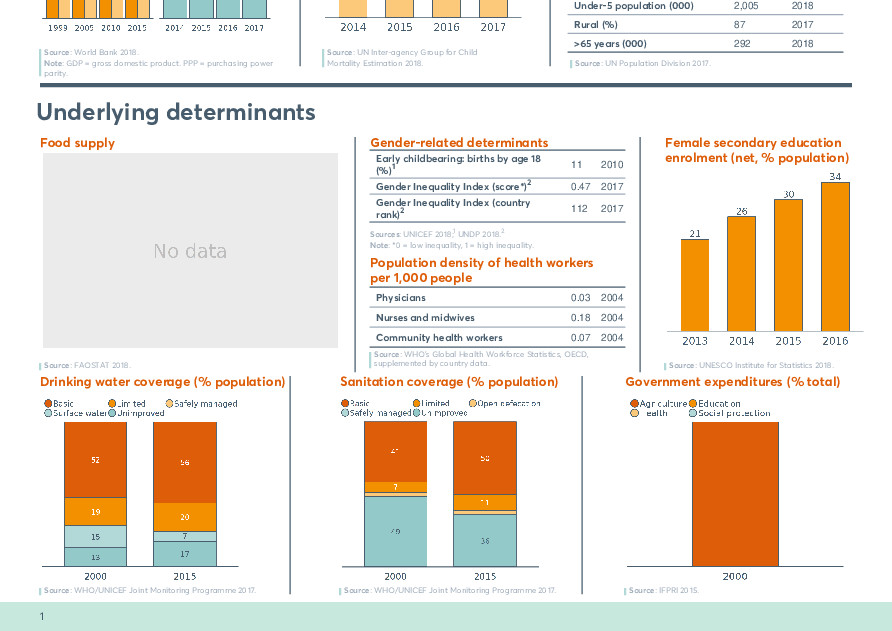 1999 2005 2010 2015 2014 2015 2016 2017
Source: World Bank 2018.
Note: GDP = gross domestic product. PPP = purchasing power
parity.
2014 2015 2016 2017
Source: UN Inter-agency Group for Child
Mortality Estimation 2018.
Under-5 population (000) 2,005 2018
Rural (%) 87 2017
>65 years (000) 292 2018
Source: UN Population Division 2017.
Underlying determinants
Food supply
No data
Source: FAOSTAT 2018.
Gender-related determinants
Early childbearing: births by age 18
(%)1 11 2010
Gender Inequality Index (score*)2 0.47 2017
Gender Inequality Index (country
rank)2 112 2017
Sources: UNICEF 2018,1 UNDP 2018.2
Note: *0 = low inequality, 1 = high inequality.
Population density of health workers
per 1,000 people
Physicians 0.03 2004
Nurses and midwives 0.18 2004
Community health workers 0.07 2004
Source: WHO's Global Health Workforce Statistics, OECD,
supplemented by country data.
Female secondary education
enrolment (net, % population)
21 26 30 34
2013 2014 2015 2016
Source: UNESCO Institute for Statistics 2018.
Drinking water coverage (% population)
Basic Limited Safely managed
Surface water Unimproved
52 56
19 20
15 7
13 17
2000 2015
Source: WHO/UNICEF Joint Monitoring Programme 2017.
Sanitation coverage (% population)
Basic Limited Open defecation
Safely managed Unimproved
41 50
7 11
49 36
2000 2015
Source: WHO/UNICEF Joint Monitoring Programme 2017.
Government expenditures (% total)
Agriculture Education
Health Social protection
2000
Source: IFPRI 2015.
1